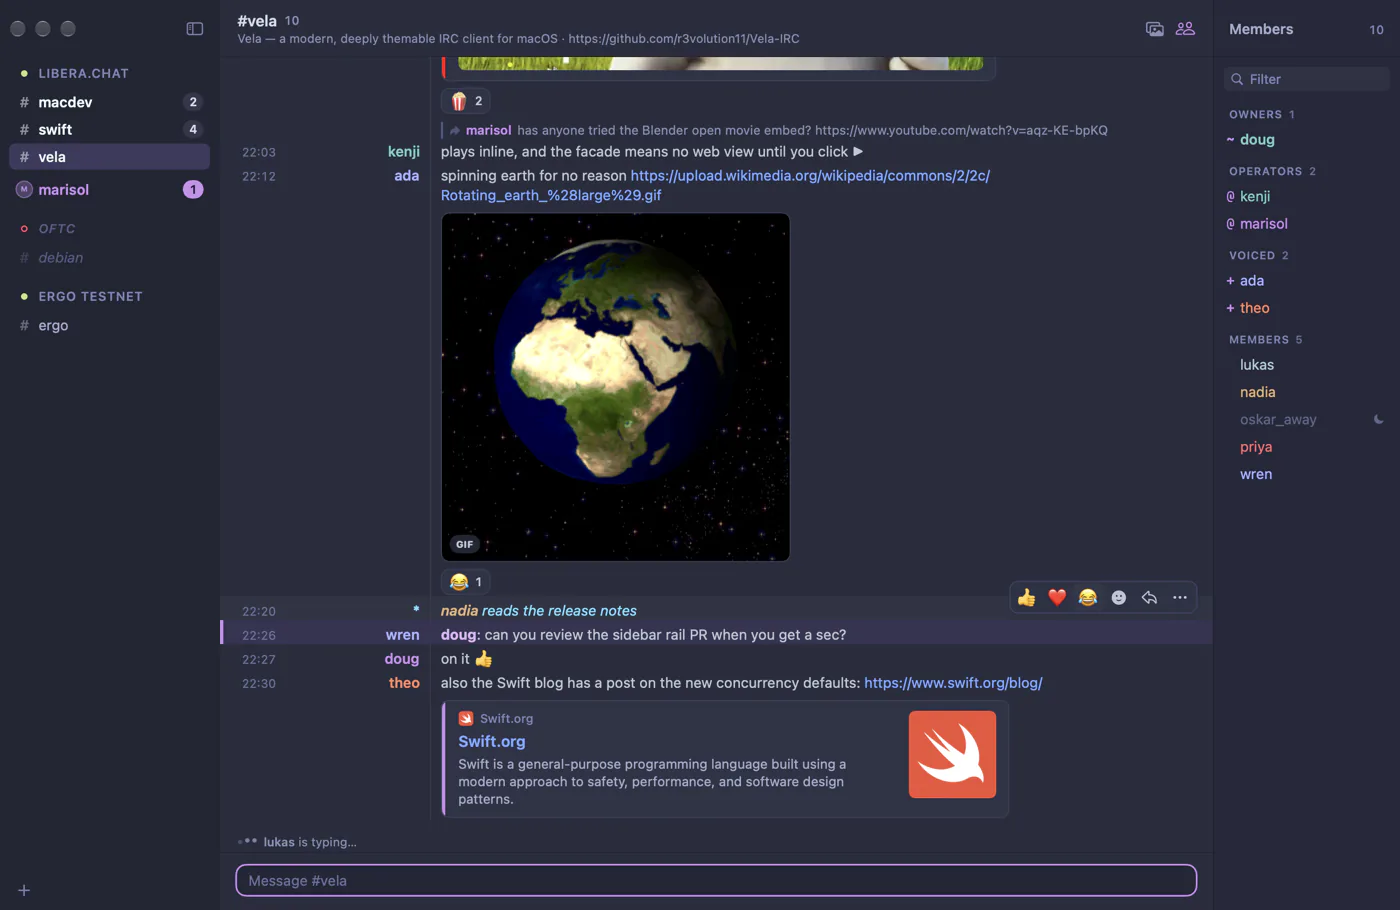 LIBERA.CHAT
# macdev 2
# swift 4
# vela
M marisol 1
OFTC
# debian
ERGO TESTNET
# ergo
+
#vela 10
Vela — a modern, deeply themable IRC client for macOS · https://github.com/r3volution11/Vela-IRC
🍿 2
marisol has anyone tried the Blender open movie embed? https://www.youtube.com/watch?v=aqz-KE-bpKQ
22:03 kenji plays inline, and the facade means no web view until you click ▶
22:12 ada spinning earth for no reason https://upload.wikimedia.org/wikipedia/commons/2/2c/
Rotating_earth_%28large%29.gif
GIF
😂 1
👍 ❤️ 😂
22:20 * nadia reads the release notes
22:26 wren doug: can you review the sidebar rail PR when you get a sec?
22:27 doug on it 👍
22:30 theo also the Swift blog has a post on the new concurrency defaults: https://www.swift.org/blog/
Swift.org
Swift.org
Swift is a general-purpose programming language built using a
modern approach to safety, performance, and software design
patterns.
lukas is typing...
Message #vela
Members 10
Filter
OWNERS 1
~ doug
OPERATORS 2
@ kenji
@ marisol
VOICED 2
+ ada
+ theo
MEMBERS 5
lukas
nadia
oskar_away
priya
wren